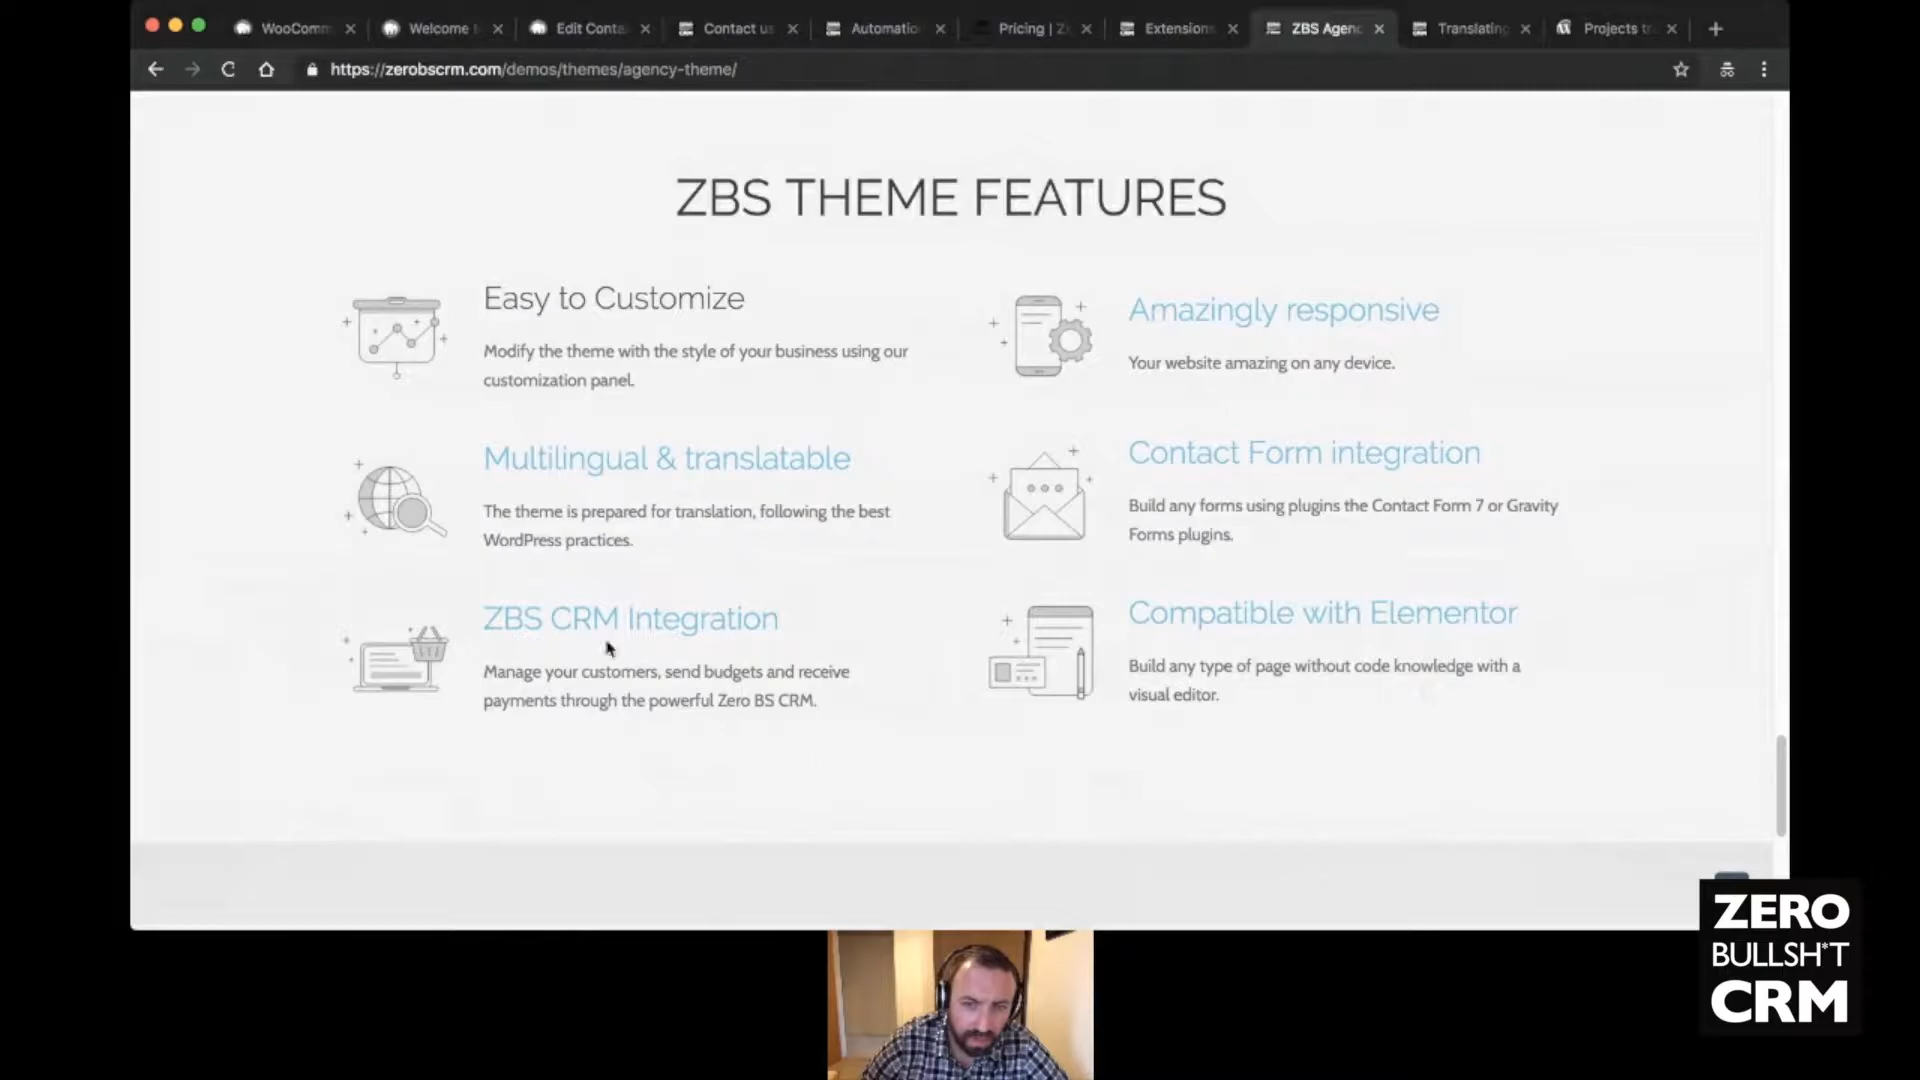 WooComm
Welcome
Edit Conta
Contact us
Automatio
Pricing | Z
Extensions
ZBS Agenc
Translating
Projects tr
https://zerobscrm.com/demos/themes/agency-theme/
ZBS THEME FEATURES
Easy to Customize
Modify the theme with the style of your business using our
customization panel.
Amazingly responsive
Your website amazing on any device.
Multilingual & translatable
The theme is prepared for translation, following the best
WordPress practices.
Contact Form integration
Build any forms using plugins the Contact Form 7 or Gravity
Forms plugins.
ZBS CRM Integration
Manage your customers, send budgets and receive
payments through the powerful Zero BS CRM.
Compatible with Elementor
Build any type of page without code knowledge with a
visual editor.
ZERO
BULLSH*T
CRM